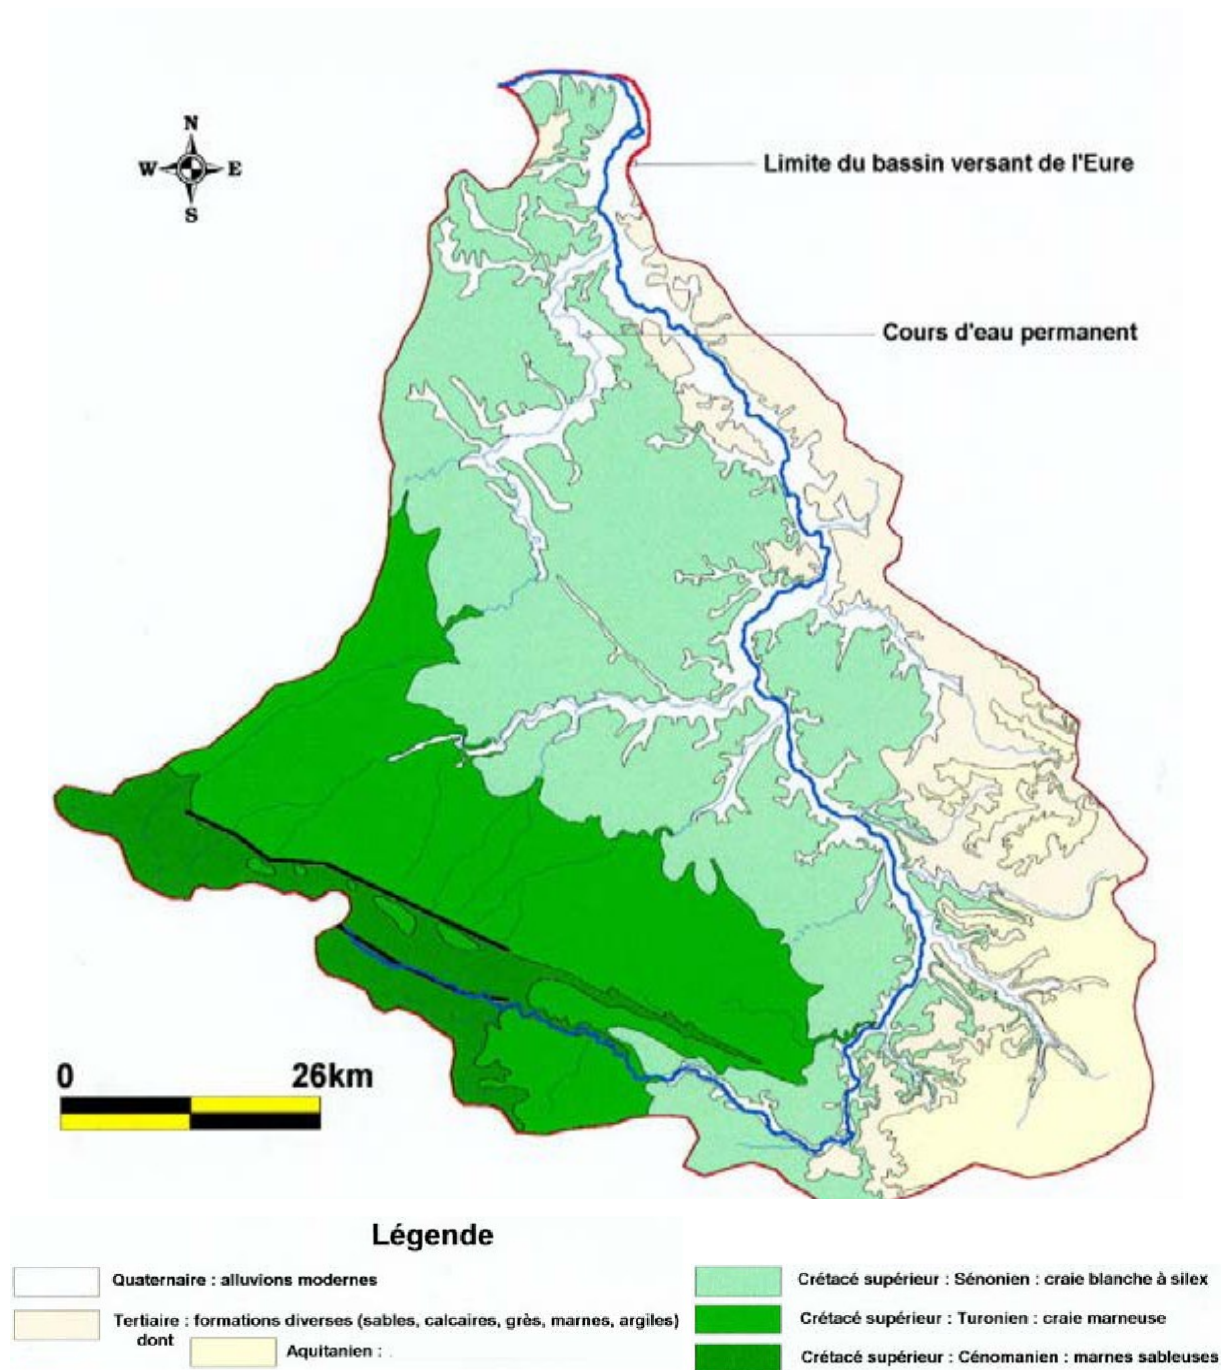 N
W E
S
Limite du bassin versant de l'Eure
Cours d'eau permanent
0 26km
Légende
Quaternaire : alluvions modernes
Tertiaire : formations diverses (sables, calcaires, grès, marnes, argiles)
dont
Aquitanien :
Crétacé supérieur : Sénonien : craie blanche à silex
Crétacé supérieur : Turonien : craie marneuse
Crétacé supérieur : Cénomanien : marnes sableuses